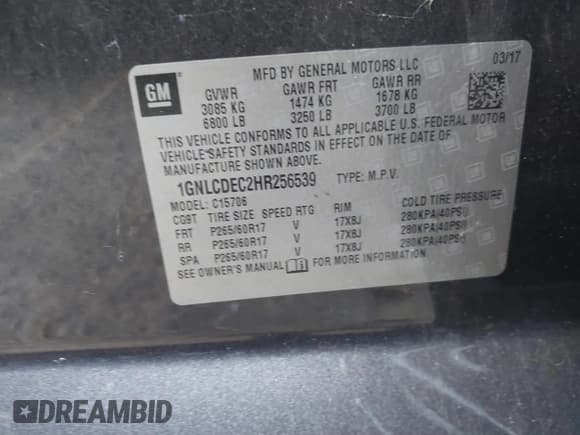 MFD BY GENERAL MOTORS LLC 03/17
GM
GVWR GAWR FRT GAWR RR
3085 KG 1474 KG 1678 KG
6800 LB 3250 LB 3700 LB
THIS VEHICLE CONFORMS TO ALL APPLICABLE U.S. FEDERAL MOTOR
VEHICLE SAFETY STANDARDS IN EFFECT ON THE DATE OF
MANUFACTURE SHOWN ABOVE.
1GNLCDEC2HR256539 TYPE: M.P.V.
MODEL: C15706
CG9T TIRE SIZE SPEED RTG RIM COLD TIRE PRESSURE
FRT P265/60R17 V 17X8J 280KPA(40PSI)
RR P265/60R17 V 17X8J 280KPA(40PSI)
SPA P265/60R17 V 17X8J 280KPA(40PSI)
SEE OWNER'S MANUAL FOR MORE INFORMATION.
DREAMBID